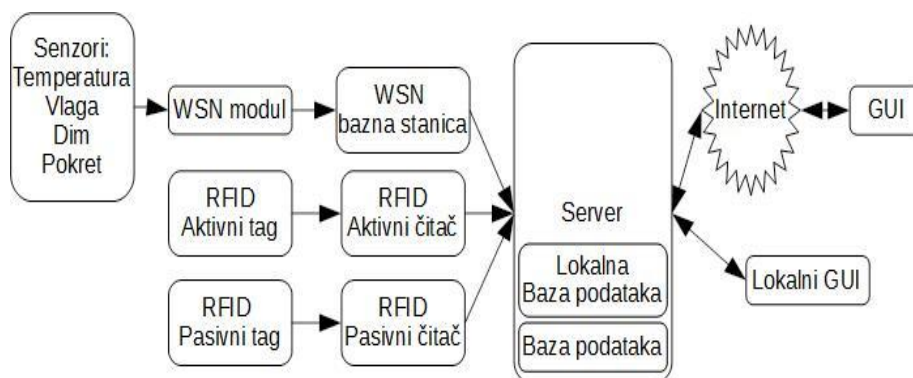 Senzori:
Temperatura
Vlaga
Dim
Pokret
WSN modul
WSN
bazna stanica
RFID
Aktivni tag
RFID
Aktivni čitač
RFID
Pasivni tag
RFID
Pasivni čitač
Server
Lokalna
Baza podataka
Baza podataka
Internet
GUI
Lokalni GUI